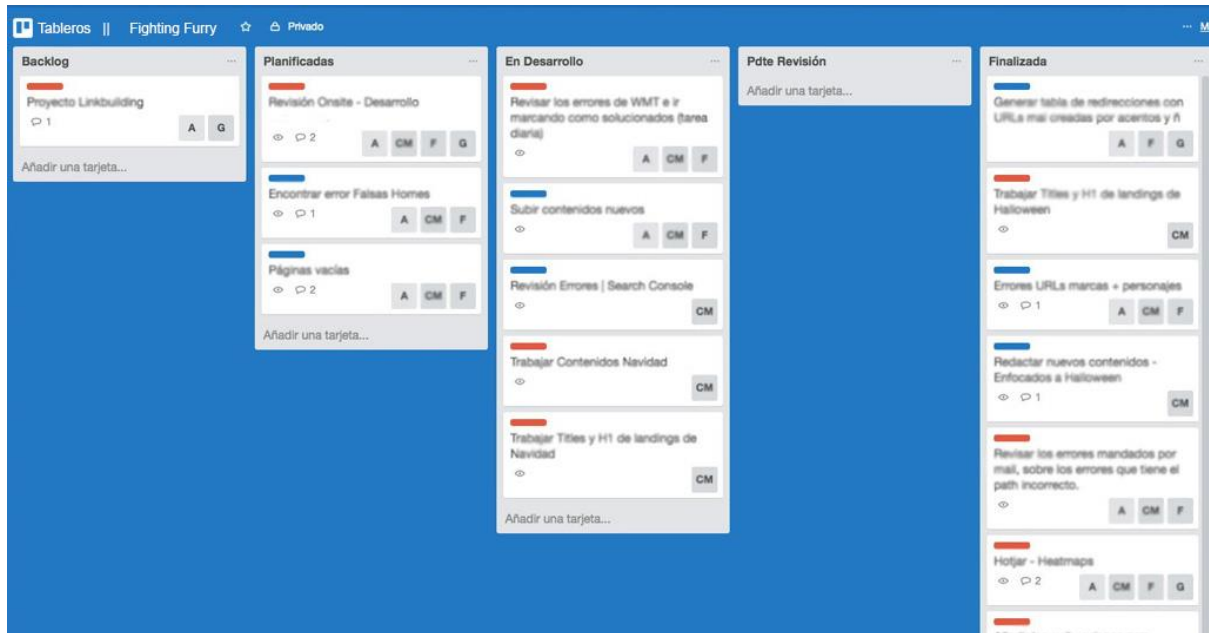 Tableros || Fighting Furry Privado ... M
Backlog ...
Proyecto Linkbuilding
1
A G
Añadir una tarjeta...
Planificadas ...
Revisión Onsite - Desarrollo
2
A CM F G
Encontrar error Falsas Homes
1
A CM F
Páginas vacías
2
A CM F
Añadir una tarjeta...
En Desarrollo ...
Revisar los errores de WMT e ir
marcando como solucionados (tarea
diaria)
A CM F
Subir contenidos nuevos
A CM F
Revisión Errores | Search Console
CM
Trabajar Contenidos Navidad
CM
Trabajar Titles y H1 de landings de
Navidad
CM
Añadir una tarjeta...
Pdte Revisión ...
Añadir una tarjeta...
Finalizada ...
Generar tabla de redirecciones con
URLs mal creadas por acentos y ñ
A F G
Trabajar Titles y H1 de landings de
Halloween
CM
Errores URLs marcas + personajes
1
A CM F
Redactar nuevos contenidos -
Enfocados a Halloween
1
CM
Revisar los errores mandados por
mail, sobre los errores que tiene el
path incorrecto.
A CM F
Hotjar - Heatmaps
2
A CM F G